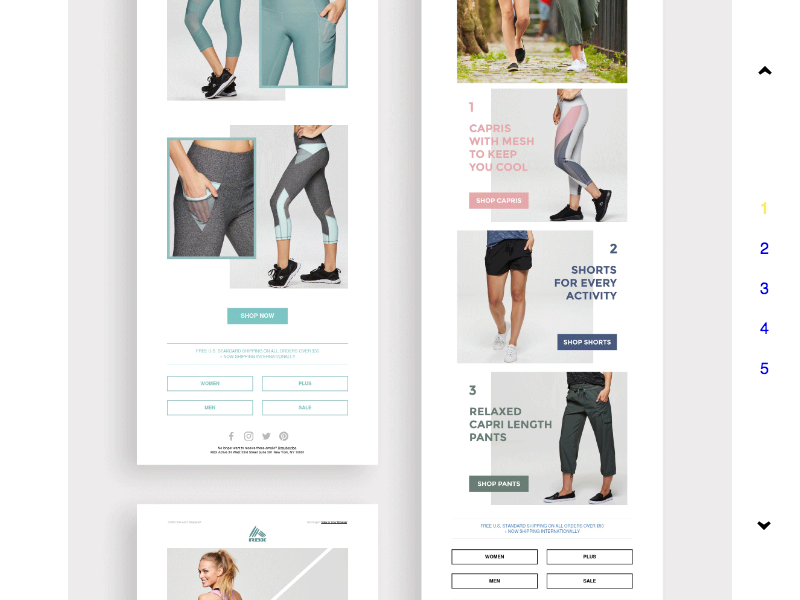 SHOP NOW
FREE U.S. STANDARD SHIPPING ON ALL ORDERS OVER $50
+ NOW SHIPPING INTERNATIONALLY
WOMEN
PLUS
MEN
SALE
RBX
1
CAPRIS
WITH MESH
TO KEEP
YOU COOL
SHOP CAPRIS
2
SHORTS
FOR EVERY
ACTIVITY
SHOP SHORTS
3
RELAXED
CAPRI LENGTH
PANTS
SHOP PANTS
FREE U.S. STANDARD SHIPPING ON ALL ORDERS OVER $50
+ NOW SHIPPING INTERNATIONALLY
WOMEN
PLUS
MEN
SALE
1
2
3
4
5